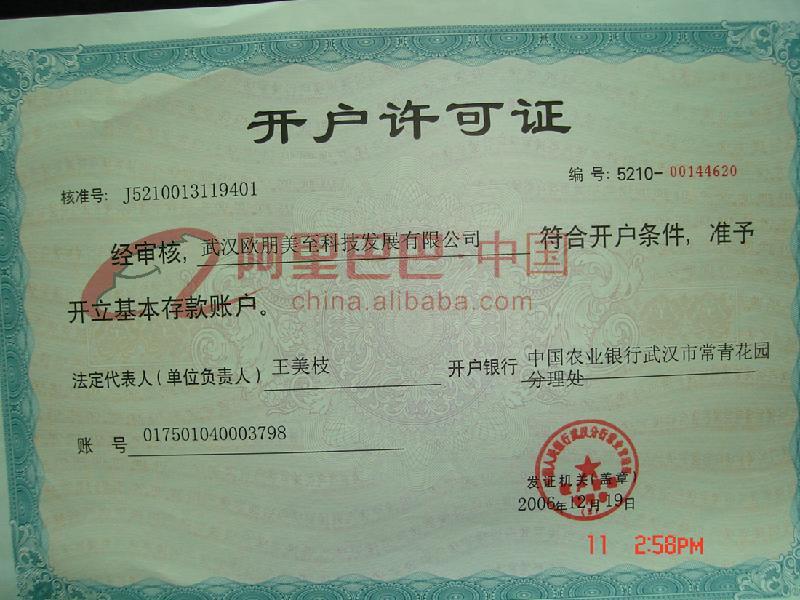 开户许可证
编号: 5210-00144620
核准号: J5210013119401
经审核, 武汉欧朋美至科技发展有限公司 符合开户条件, 准予
阿里巴巴·中国
china.alibaba.com
开立基本存款账户。
法定代表人(单位负责人) 王美枝 开户银行 中国农业银行武汉市常青花园
分理处
账号 017501040003798
发证机关(盖章)
2006年12月19日
11 2:58PM